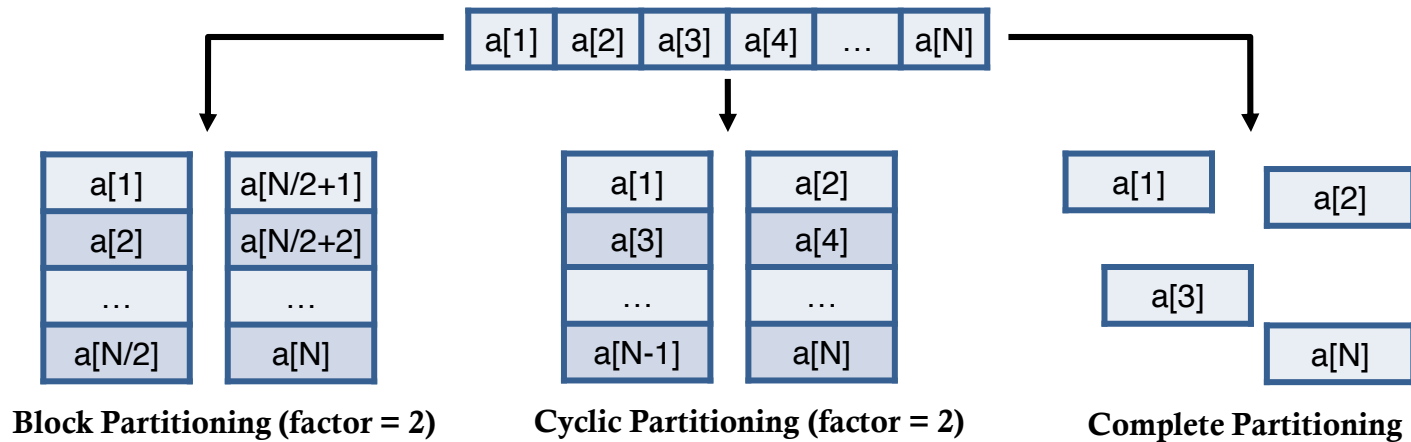 a[1] a[2] a[3] a[4] ... a[N]
a[1] a[N/2+1]
a[2] a[N/2+2]
... ...
a[N/2] a[N]
Block Partitioning (factor = 2)
a[1] a[2]
a[3] a[4]
... ...
a[N-1] a[N]
Cyclic Partitioning (factor = 2)
a[1]
a[2]
a[3]
a[N]
Complete Partitioning